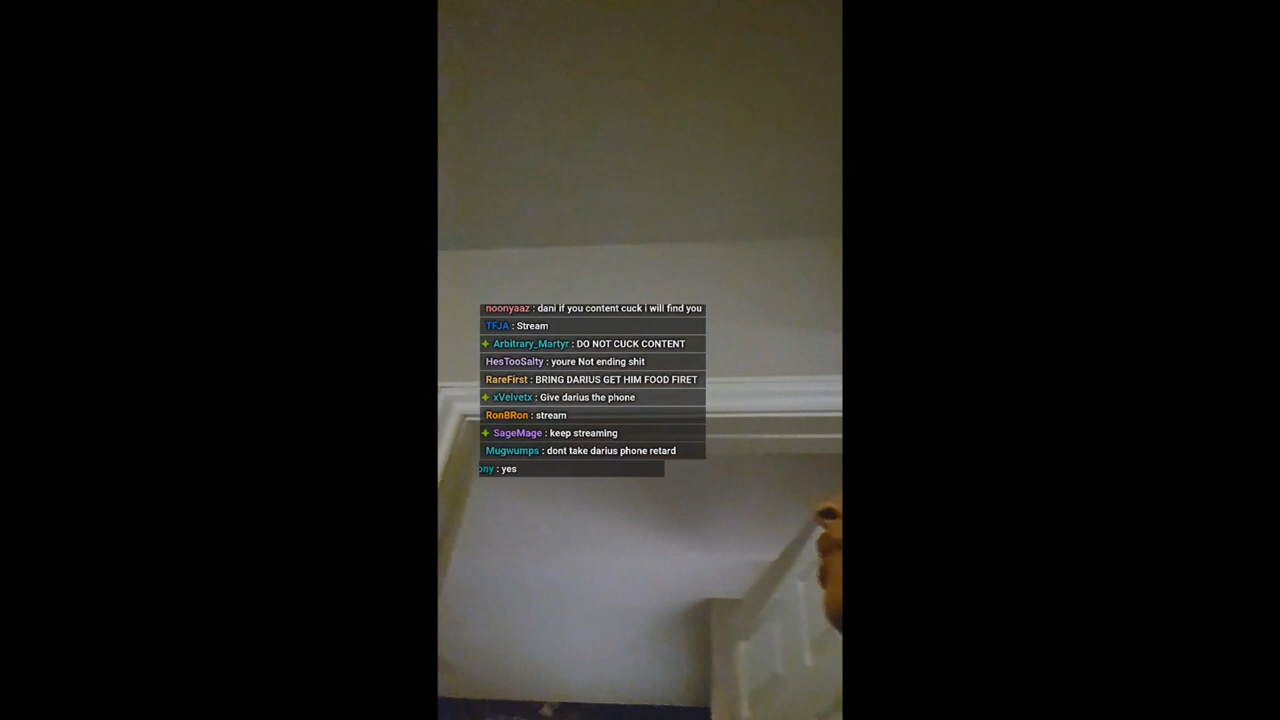 noonyaaz : dani if you content cuck i will find you
TFJA : Stream
Arbitrary_Martyr : DO NOT CUCK CONTENT
HesTooSalty : youre Not ending shit
RareFirst : BRING DARIUS GET HIM FOOD FIRET
xVelvetx : Give darius the phone
RonBRon : stream
SageMage : keep streaming
Mugwumps : dont take darius phone retard
ony : yes